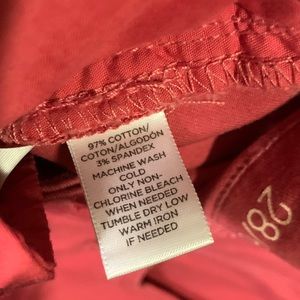 97% COTTON/
COTON/ALGODÓN
3% SPANDEX
MACHINE WASH
COLD
ONLY NON-
CHLORINE BLEACH
WHEN NEEDED
TUMBLE DRY LOW
WARM IRON
IF NEEDED
28/